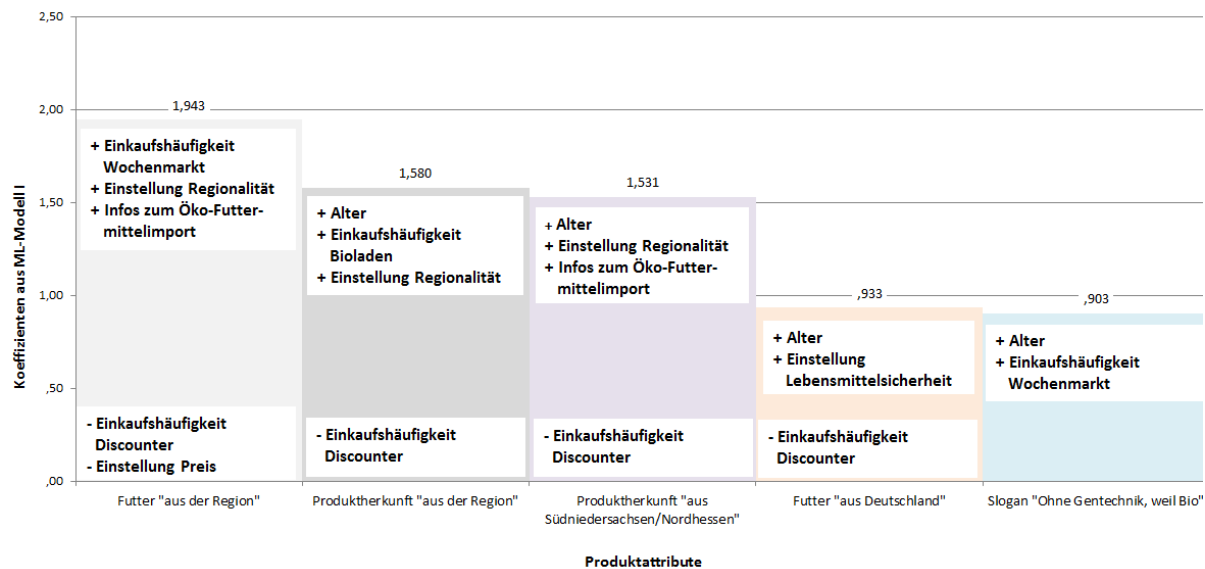 2,50
2,00
1,50
1,00
,50
,00
Koeffizienten aus ML-Modell I
1,943
+ Einkaufshäufigkeit
Wochenmarkt
+ Einstellung Regionalität
+ Infos zum Öko-Futter-
mittelimport
- Einkaufshäufigkeit
Discounter
- Einstellung Preis
Futter "aus der Region"
1,580
+ Alter
+ Einkaufshäufigkeit
Bioladen
+ Einstellung Regionalität
- Einkaufshäufigkeit
Discounter
Produktherkunft "aus der Region"
1,531
+ Alter
+ Einstellung Regionalität
+ Infos zum Öko-Futter-
mittelimport
- Einkaufshäufigkeit
Discounter
Produktherkunft "aus
Südniedersachsen/Nordhessen"
,933
+ Alter
+ Einstellung
Lebensmittelsicherheit
- Einkaufshäufigkeit
Discounter
Futter "aus Deutschland"
,903
+ Alter
+ Einkaufshäufigkeit
Wochenmarkt
Slogan "Ohne Gentechnik, weil Bio"
Produktattribute